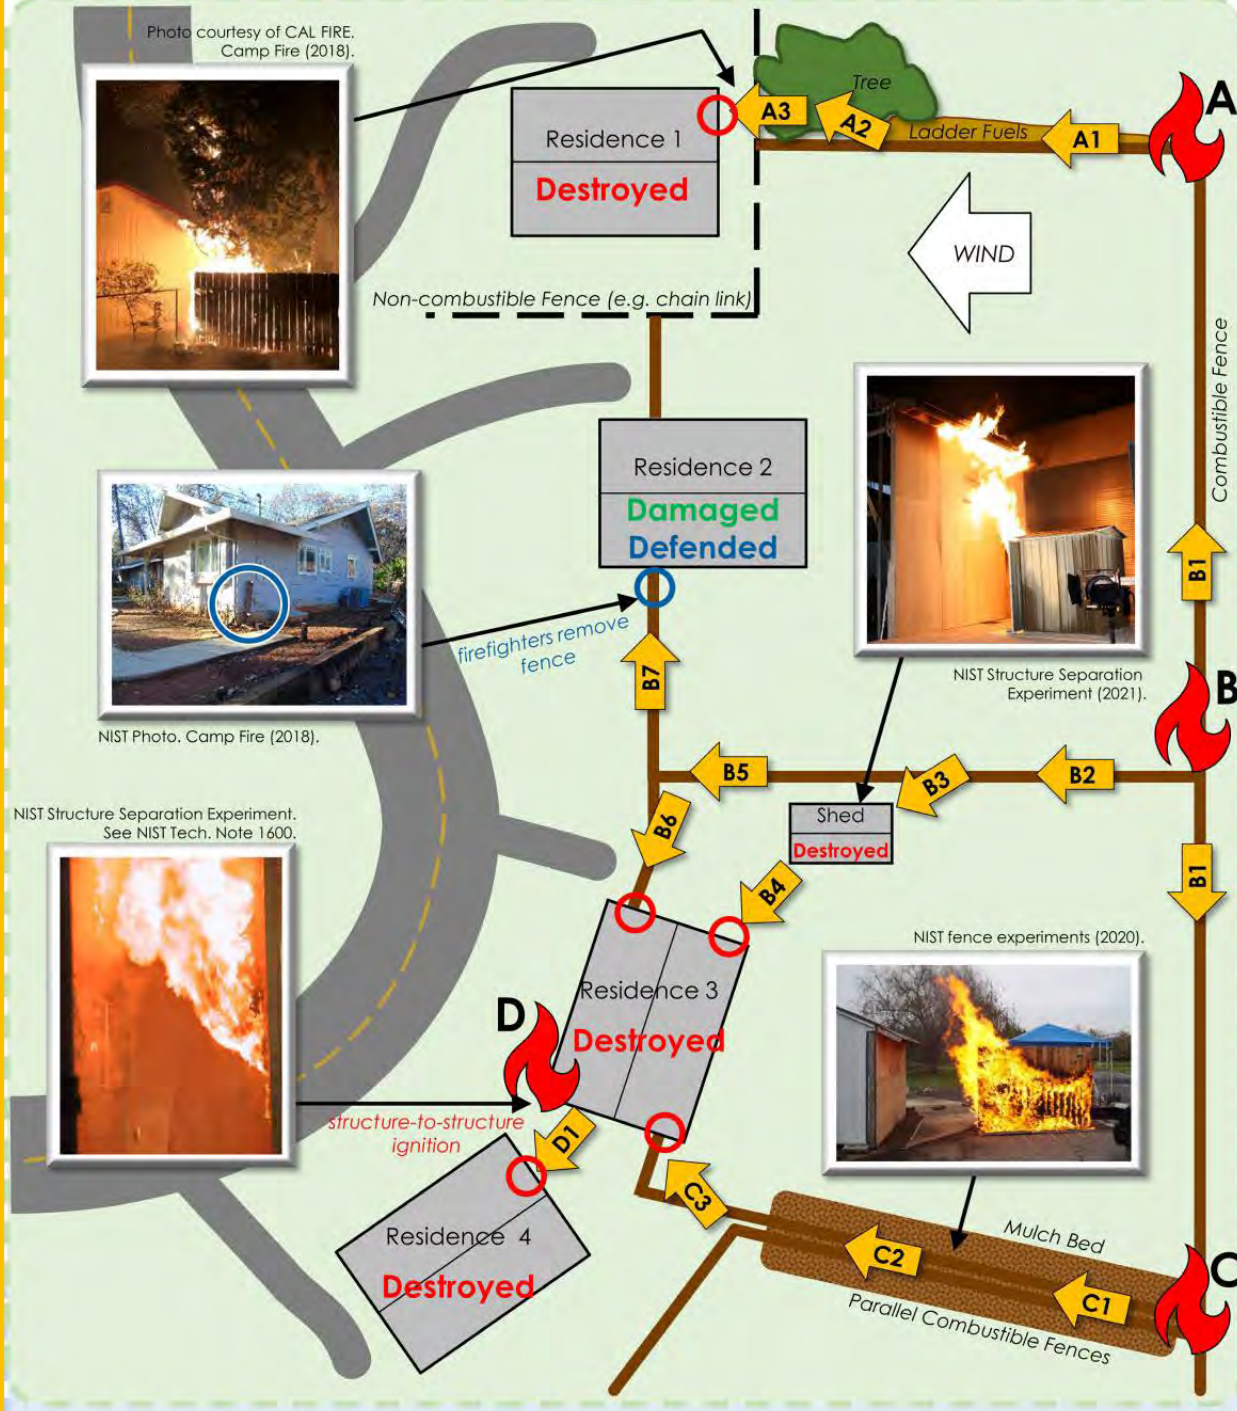 Photo courtesy of CAL FIRE.
Camp Fire (2018).
A
Tree
A3
A2
Ladder Fuels
A1
Residence 1
Destroyed
WIND
Non-combustible Fence (e.g. chain link)
Combustible Fence
Residence 2
Damaged
Defended
B1
firefighters remove
fence
B7
NIST Structure Separation
Experiment (2021).
B
NIST Photo. Camp Fire (2018).
B5
B3
B2
NIST Structure Separation Experiment.
See NIST Tech. Note 1600.
B6
Shed
Destroyed
B4
B1
NIST fence experiments (2020).
Residence 3
D
Destroyed
structure-to-structure
ignition
D1
C3
Mulch Bed
Residence 4
C2
C
Destroyed
C1
Parallel Combustible Fences